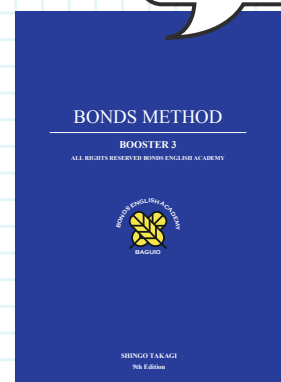 BONDS METHOD
BOOSTER 3
ALL RIGHTS RESERVED BONDS ENGLISH ACADEMY
BONDS ENGLISH ACADEMY
BAGUIO
SHINGO TAKAGI
9th Edition